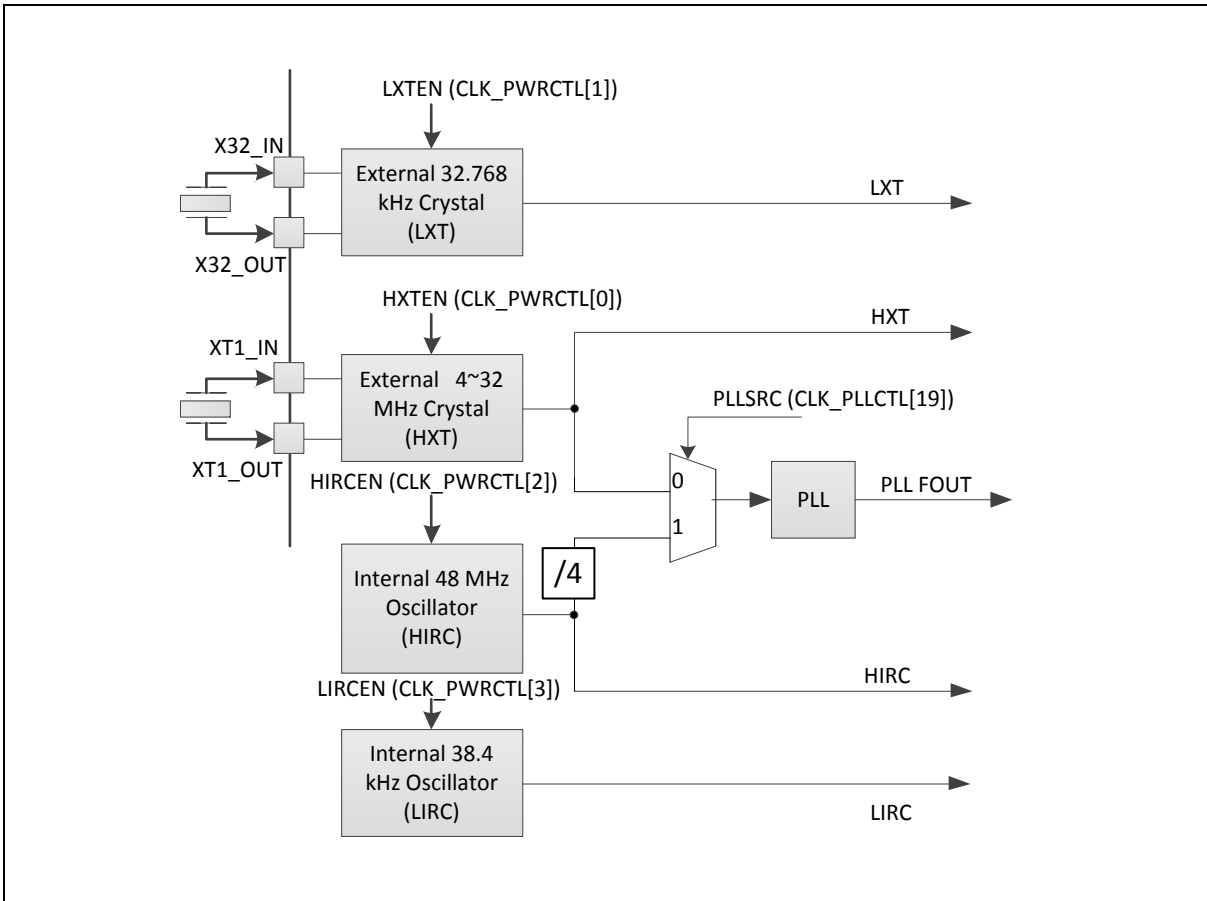 LXTEN (CLK_PWRCTL[1])
X32_IN
External 32.768
kHz Crystal
(LXT)
LXT
X32_OUT
HXTEN (CLK_PWRCTL[0])
HXT
XT1_IN
External 4~32
MHz Crystal
(HXT)
PLLSRC (CLK_PLLCTL[19])
XT1_OUT
HIRCEN (CLK_PWRCTL[2])
0
1
PLL
PLL FOUT
Internal 48 MHz
Oscillator
(HIRC)
/4
HIRC
LIRCEN (CLK_PWRCTL[3])
Internal 38.4
kHz Oscillator
(LIRC)
LIRC